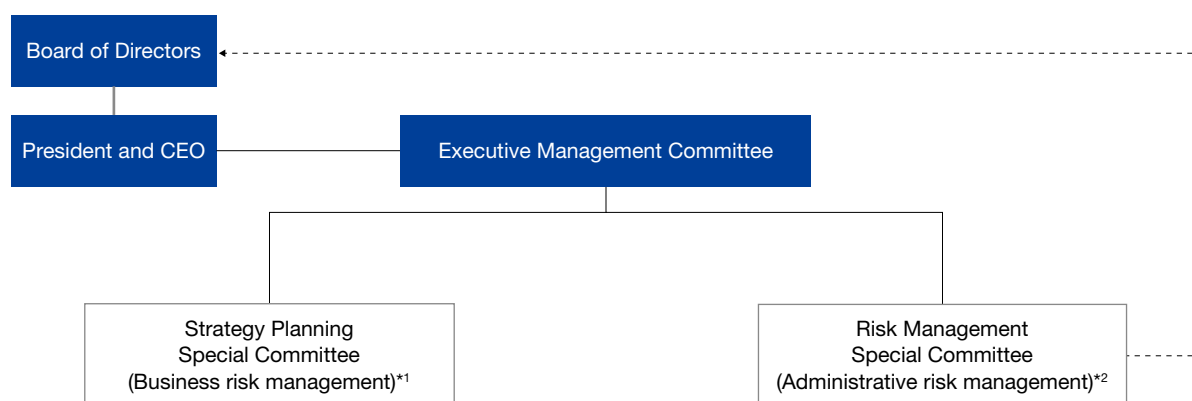 Board of Directors
President and CEO
Executive Management Committee
Strategy Planning
Special Committee
(Business risk management)*1
Risk Management
Special Committee
(Administrative risk management)*2